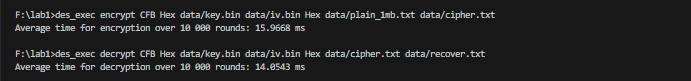 F:\lab1>des_exec encrypt CFB Hex data/key.bin data/iv.bin Hex data/plain_1mb.txt data/cipher.txt
Average time for encryption over 10 000 rounds: 15.9668 ms
F:\lab1>des_exec decrypt CFB Hex data/key.bin data/iv.bin Hex data/cipher.txt data/recover.txt
Average time for decryption over 10 000 rounds: 14.0543 ms